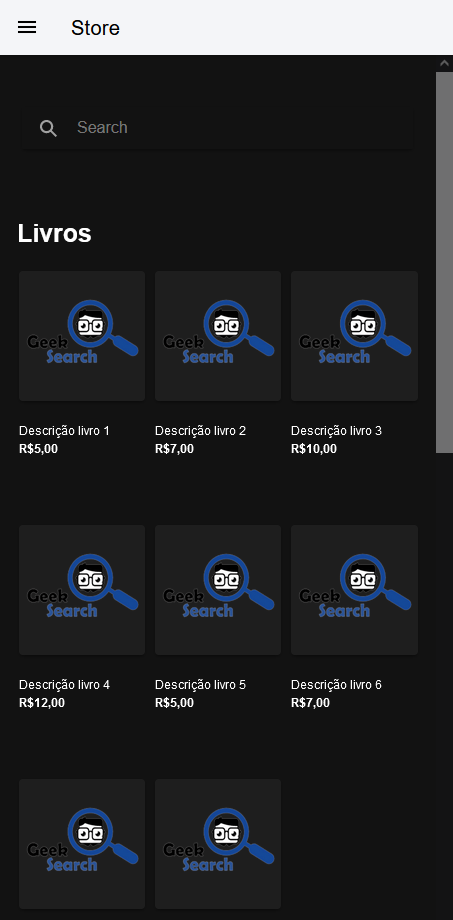 Store
Search
Livros
Geek
Search
Geek
Search
Geek
Search
Descrição livro 1
R$5,00
Descrição livro 2
R$7,00
Descrição livro 3
R$10,00
Geek
Search
Geek
Search
Geek
Search
Descrição livro 4
R$12,00
Descrição livro 5
R$5,00
Descrição livro 6
R$7,00
Geek
Search
Geek
Search